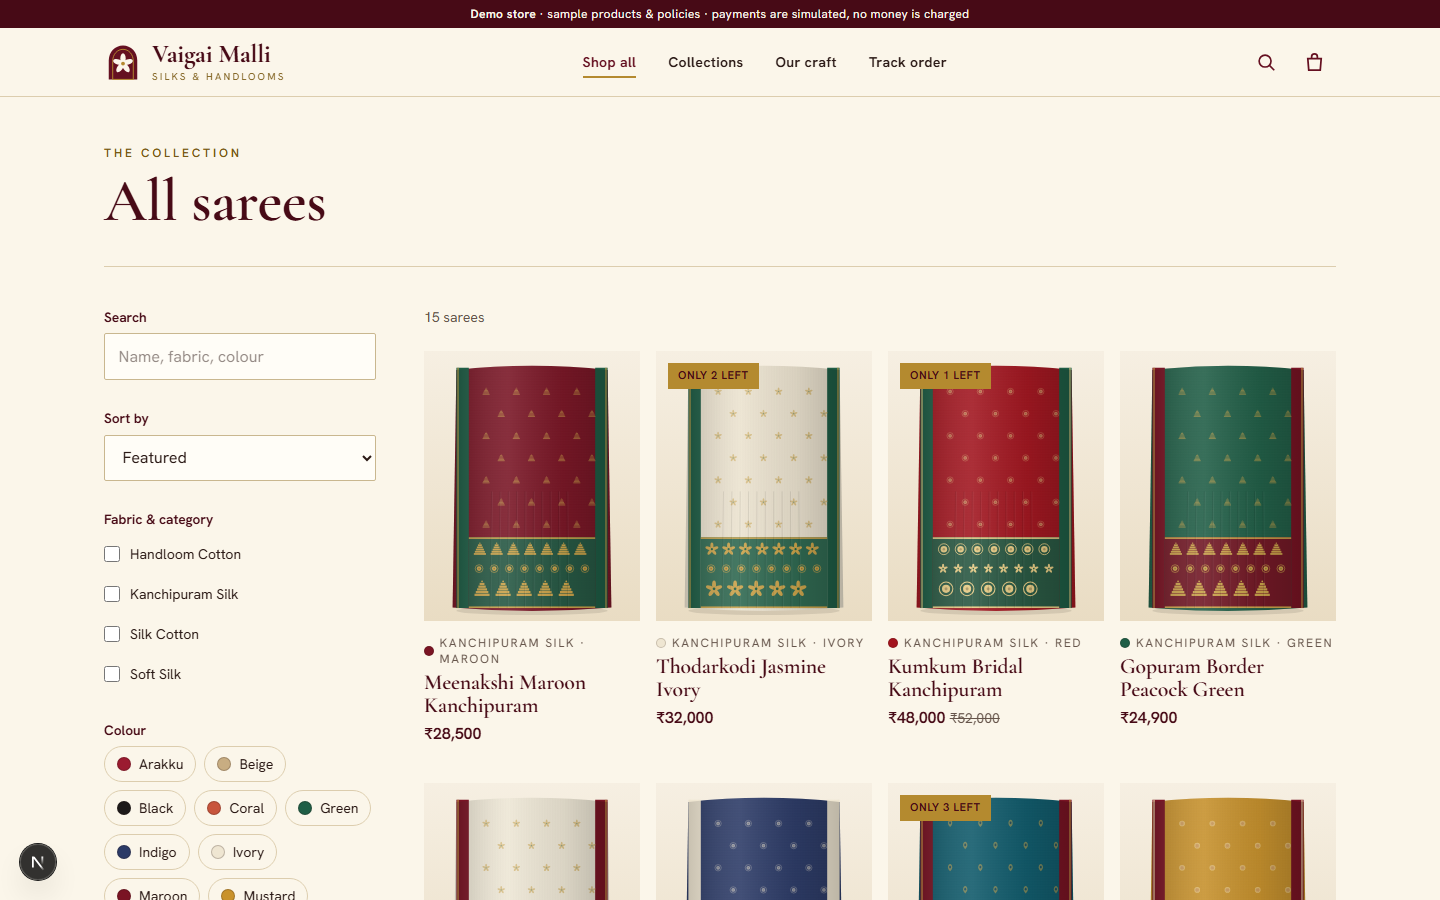 Demo store · sample products & policies · payments are simulated, no money is charged
Vaigai Malli
SILKS & HANDLOOMS
Shop all
Collections
Our craft
Track order
THE COLLECTION
All sarees
Search
Name, fabric, colour
Sort by
Featured
Fabric & category
Handloom Cotton
Kanchipuram Silk
Silk Cotton
Soft Silk
Colour
Arakku
Beige
Black
Coral
Green
Indigo
Ivory
Maroon
Mustard
N
15 sarees
KANCHIPURAM SILK ·
MAROON
Meenakshi Maroon
Kanchipuram
₹28,500
ONLY 2 LEFT
KANCHIPURAM SILK · IVORY
Thodarkodi Jasmine
Ivory
₹32,000
ONLY 1 LEFT
KANCHIPURAM SILK · RED
Kumkum Bridal
Kanchipuram
₹48,000 ₹52,000
KANCHIPURAM SILK · GREEN
Gopuram Border
Peacock Green
₹24,900
ONLY 3 LEFT